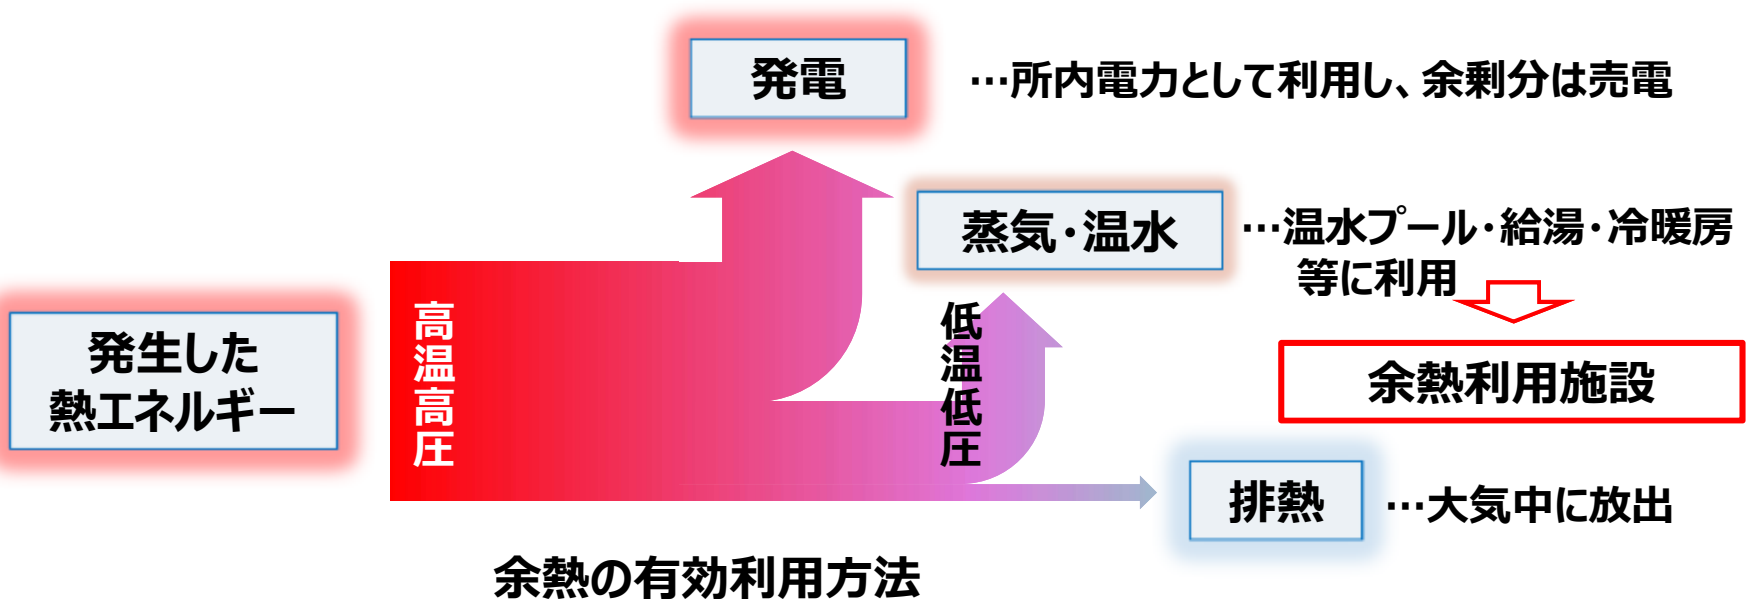 発電
…所内電力として利用し、余剰分は売電
蒸気・温水
…温水プール・給湯・冷暖房
等に利用
発生した
熱エネルギー
高温高圧
低温低圧
余熱利用施設
排熱
…大気中に放出
余熱の有効利用方法